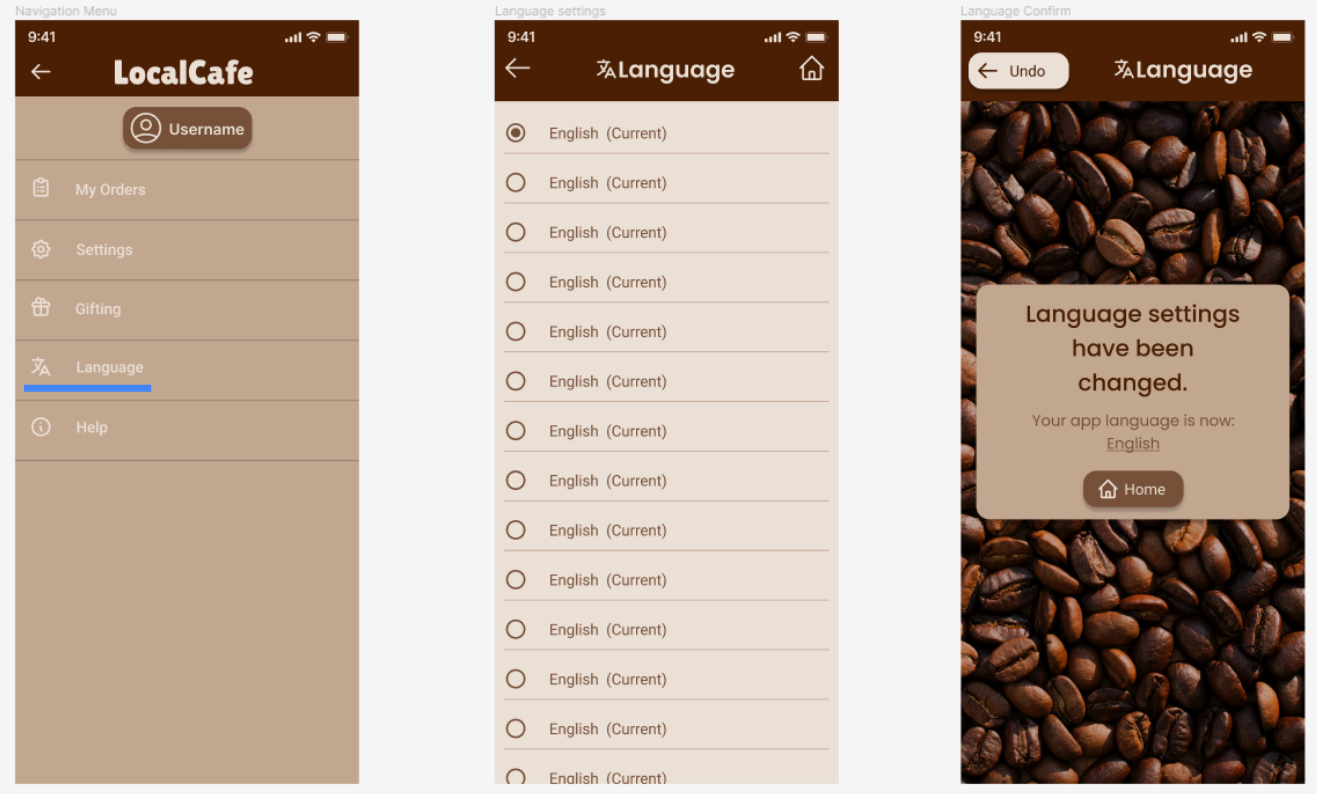 Navigation Menu
9:41
LocalCafe
Username
My Orders
Settings
Gifting
Language
Help
Language settings
9:41
Language
English (Current)
English (Current)
English (Current)
English (Current)
English (Current)
English (Current)
English (Current)
English (Current)
English (Current)
English (Current)
English (Current)
English (Current)
English (Current)
English (Current)
Language Confirm
9:41
Undo
Language
Language settings
have been
changed.
Your app language is now:
English
Home